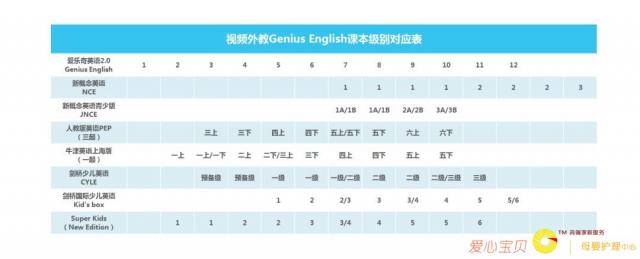 视频外教Genius English课本级别对应表
爱乐奇英语2.0 1 2 3 4 5 6 7 8 9 10 11 12
Genius English
新概念英语 1 1 1 1 2 2 2 3
NCE
新概念英语青少版 1A/1B 1A/1B 2A/2B 3A/3B
JNCE
人教版英语PEP 三上 三下 四上 四下 五上/五下 五下 六上 六下
（三起）
牛津英语上海版 一上 一上/一下 二上 二下/三上 三下 四上 四下 五上 五下
（一起）
剑桥少儿英语 预备级 预备级 一级 一级 一级/二级 二级 二级 二级/三级 三级
CYLE
剑桥国际少儿英语 1 2 2/3 3 3/4 4 5 5/6
Kid's box
Super Kids 1 1 2 2 3 3/4 4 5 5 6
（New Edition）
爱心宝贝
TM 高端家政服务
母婴护理中心